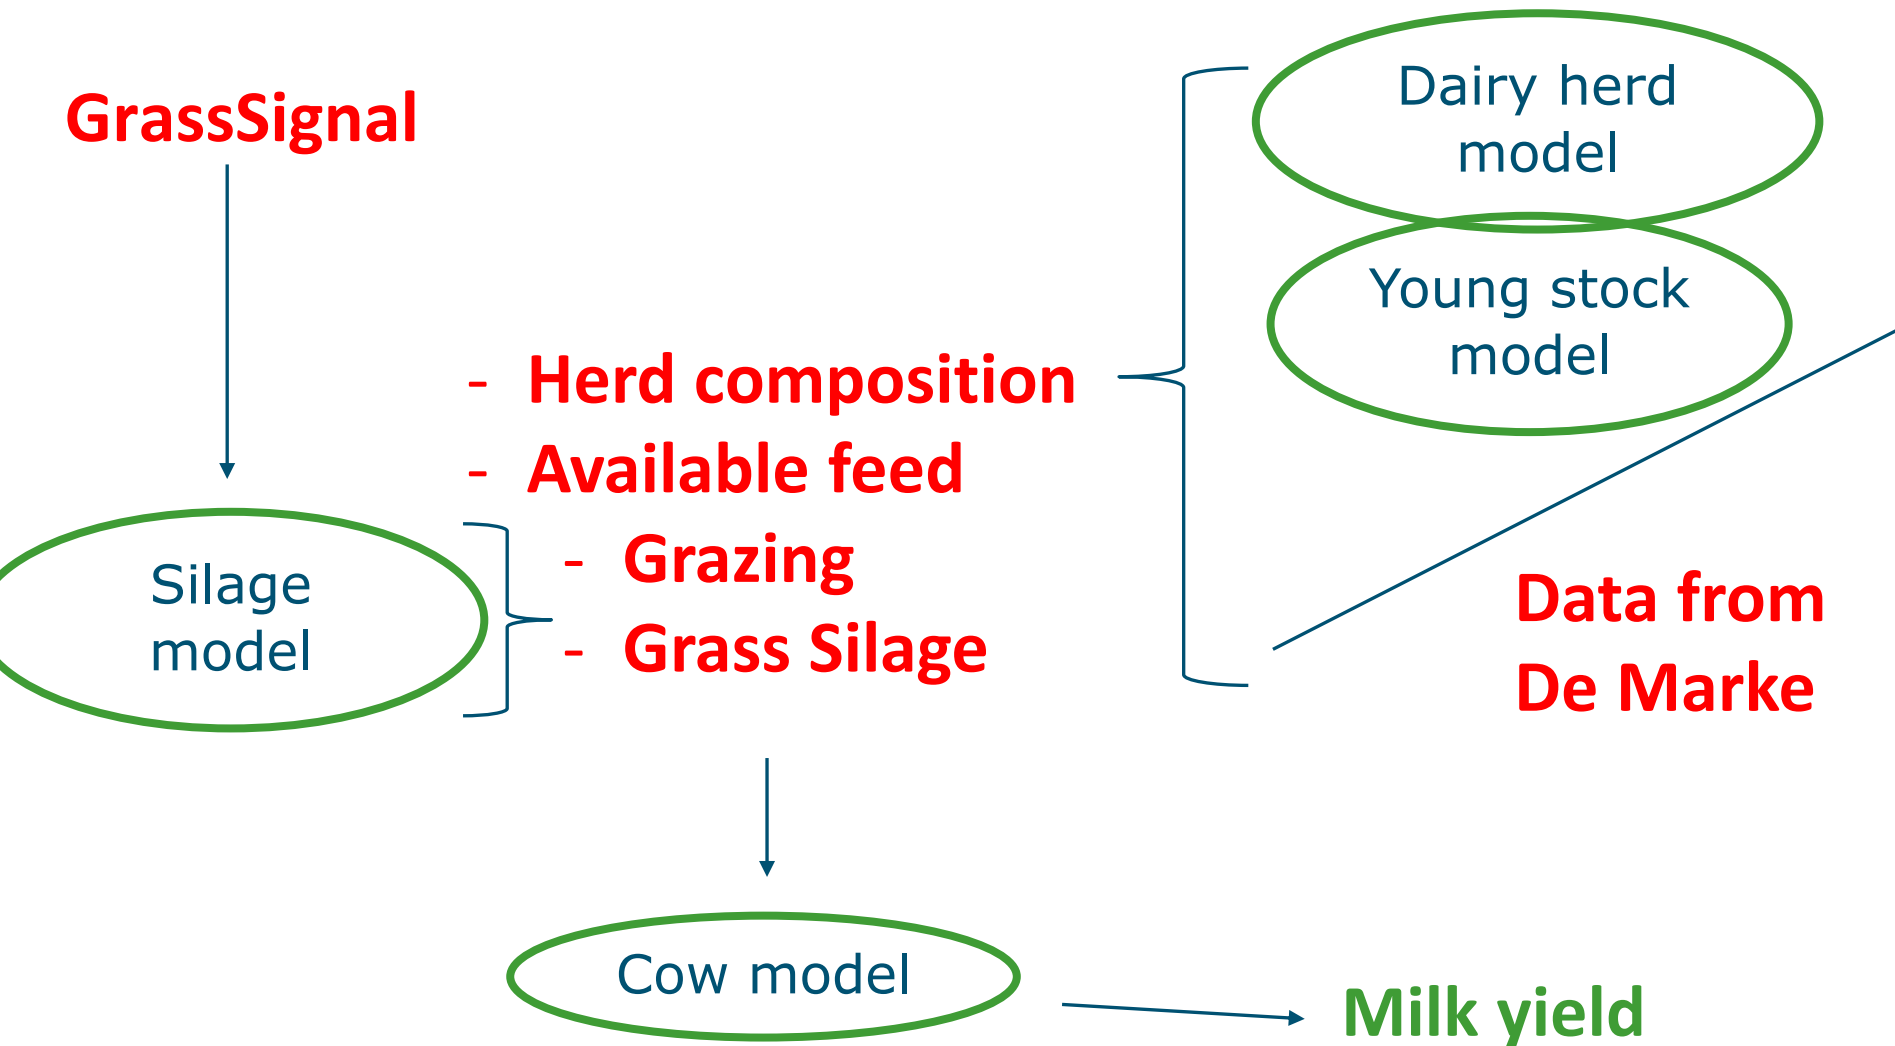 GrassSignal
Dairy herd
model
Young stock
model
- Herd composition
- Available feed
- Grazing
- Grass Silage
Silage
model
Data from
De Marke
Cow model
Milk yield